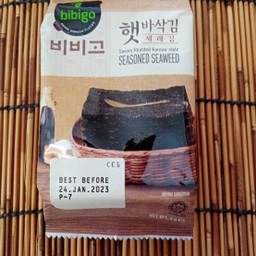 bibigo
비비고
햇 바삭김
재래김
Savory Roasted Korean-style
SEASONED SEAWEED
CC1
BEST BEFORE
24.JAN.2023
P-7